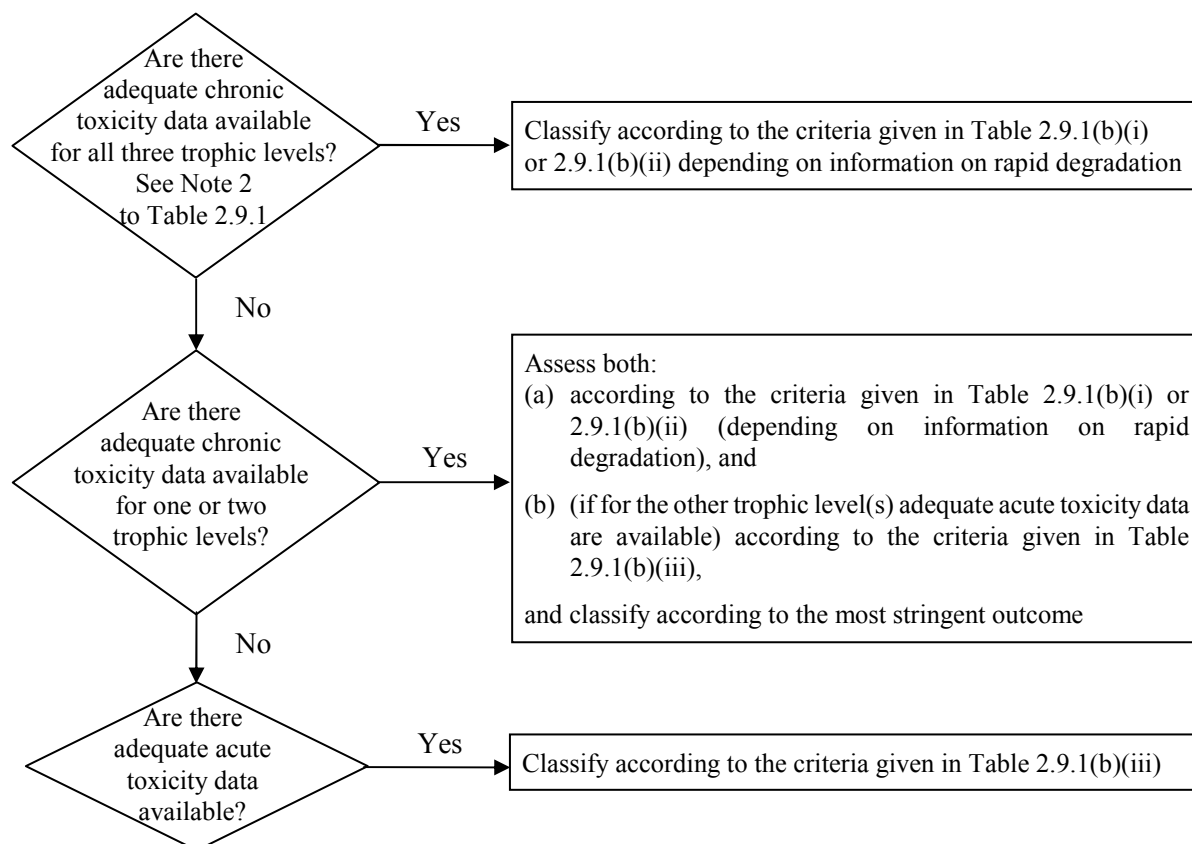 Are there
adequate chronic
toxicity data available
for all three trophic levels?
See Note 2
to Table 2.9.1
Yes
Classify according to the criteria given in Table 2.9.1(b)(i)
or 2.9.1(b)(ii) depending on information on rapid degradation
No
Are there
adequate chronic
toxicity data available
for one or two
trophic levels?
Yes
Assess both:
(a) according to the criteria given in Table 2.9.1(b)(i) or
2.9.1(b)(ii) (depending on information on rapid
degradation), and
(b) (if for the other trophic level(s) adequate acute toxicity data
are available) according to the criteria given in Table
2.9.1(b)(iii),
and classify according to the most stringent outcome
No
Are there
adequate acute
toxicity data
available?
Yes
Classify according to the criteria given in Table 2.9.1(b)(iii)